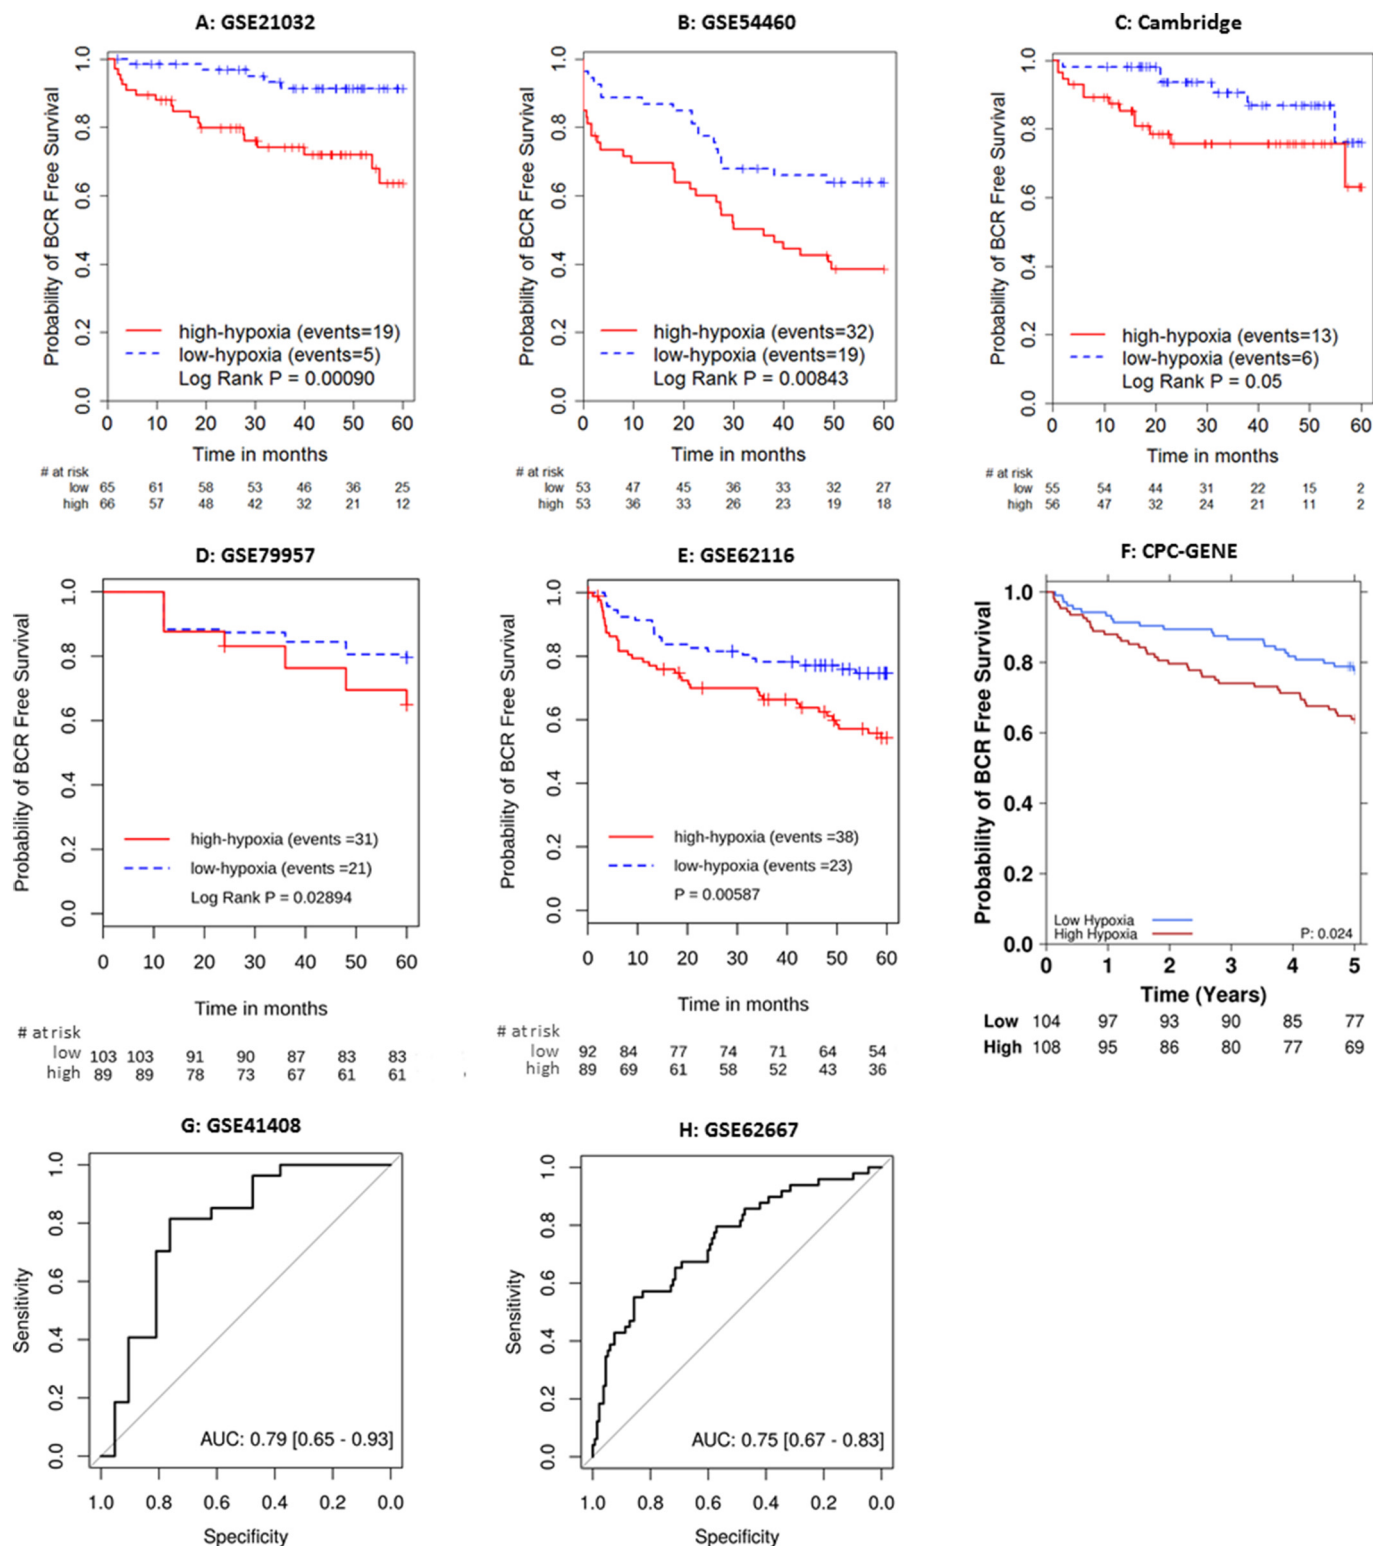 A: GSE21032
Probability of BCR Free Survival
1.0
0.8
0.6
0.4
0.2
0.0
high-hypoxia (events=19)
low-hypoxia (events=5)
Log Rank P = 0.00090
0 10 20 30 40 50 60
Time in months
# at risk
low 65 61 58 53 46 36 25
high 66 57 48 42 32 21 12
B: GSE54460
Probability of BCR Free Survival
1.0
0.8
0.6
0.4
0.2
0.0
high-hypoxia (events=32)
low-hypoxia (events=19)
Log Rank P = 0.00843
0 10 20 30 40 50 60
Time in months
# at risk
low 53 47 45 36 33 32 27
high 53 36 33 26 23 19 18
C: Cambridge
Probability of BCR Free Survival
1.0
0.8
0.6
0.4
0.2
0.0
high-hypoxia (events=13)
low-hypoxia (events=6)
Log Rank P = 0.05
0 10 20 30 40 50 60
Time in months
# at risk
low 55 54 44 31 22 15 2
high 56 47 32 24 21 11 2
D: GSE79957
Probability of BCR Free Survival
1.0
0.8
0.6
0.4
0.2
0.0
high-hypoxia (events =31)
low-hypoxia (events =21)
Log Rank P = 0.02894
0 10 20 30 40 50 60
Time in months
# at risk
low 103 103 91 90 87 83 83
high 89 89 78 73 67 61 61
E: GSE62116
Probability of BCR Free Survival
1.0
0.8
0.6
0.4
0.2
0.0
high-hypoxia (events =38)
low-hypoxia (events =23)
P = 0.00587
0 10 20 30 40 50 60
Time in months
# at risk
low 92 84 77 74 71 64 54
high 89 69 61 58 52 43 36
F: CPC-GENE
Probability of BCR Free Survival
1.0
0.8
0.6
0.4
0.2
0.0
Low Hypoxia
High Hypoxia
P: 0.024
0 1 2 3 4 5
Time (Years)
Low 104 97 93 90 85 77
High 108 95 86 80 77 69
G: GSE41408
Sensitivity
1.0
0.8
0.6
0.4
0.2
0.0
AUC: 0.79 [0.65 - 0.93]
1.0 0.8 0.6 0.4 0.2 0.0
Specificity
H: GSE62667
Sensitivity
1.0
0.8
0.6
0.4
0.2
0.0
AUC: 0.75 [0.67 - 0.83]
1.0 0.8 0.6 0.4 0.2 0.0
Specificity